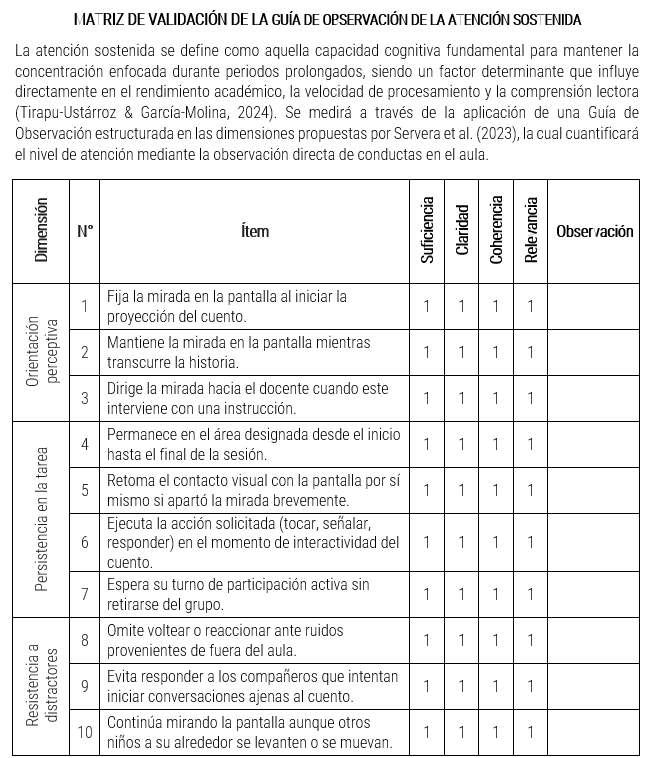 MATRIZ DE VALIDACIÓN DE LA GUÍA DE OPSERVACIÓN DE LA ATENCIÓN SOSTENIDA
La atención sostenida se define como aquella capacidad cognitiva fundamental para mantener la
concentración enfocada durante periodos prolongados, siendo un factor determinante que influye
directamente en el rendimiento académico, la velocidad de procesamiento y la comprensión lectora
(Tirapu-Ustárroz & García-Molina, 2024). Se medirá a través de la aplicación de una Guía de
Observación estructurada en las dimensiones propuestas por Servera et al. (2023), la cual cuantificará
el nivel de atención mediante la observación directa de conductas en el aula.
Dimensión N° Ítem Suficiencia Claridad Coherencia Relevancia Observación
Orientación
perceptiva
1 Fija la mirada en la pantalla al iniciar la
proyección del cuento. 1 1 1 1
2 Mantiene la mirada en la pantalla mientras
transcurre la historia. 1 1 1 1
3 Dirige la mirada hacia el docente cuando este
interviene con una instrucción. 1 1 1 1
Persistencia en la tarea
4 Permanece en el área designada desde el inicio
hasta el final de la sesión. 1 1 1 1
5 Retoma el contacto visual con la pantalla por sí
mismo si apartó la mirada brevemente. 1 1 1 1
6 Ejecuta la acción solicitada (tocar, señalar,
responder) en el momento de interactividad del
cuento. 1 1 1 1
7 Espera su turno de participación activa sin
retirarse del grupo. 1 1 1 1
Resistencia a
distractores
8 Omite voltear o reaccionar ante ruidos
provenientes de fuera del aula. 1 1 1 1
9 Evita responder a los compañeros que intentan
iniciar conversaciones ajenas al cuento. 1 1 1 1
10 Continúa mirando la pantalla aunque otros
niños a su alrededor se levanten o se muevan. 1 1 1 1